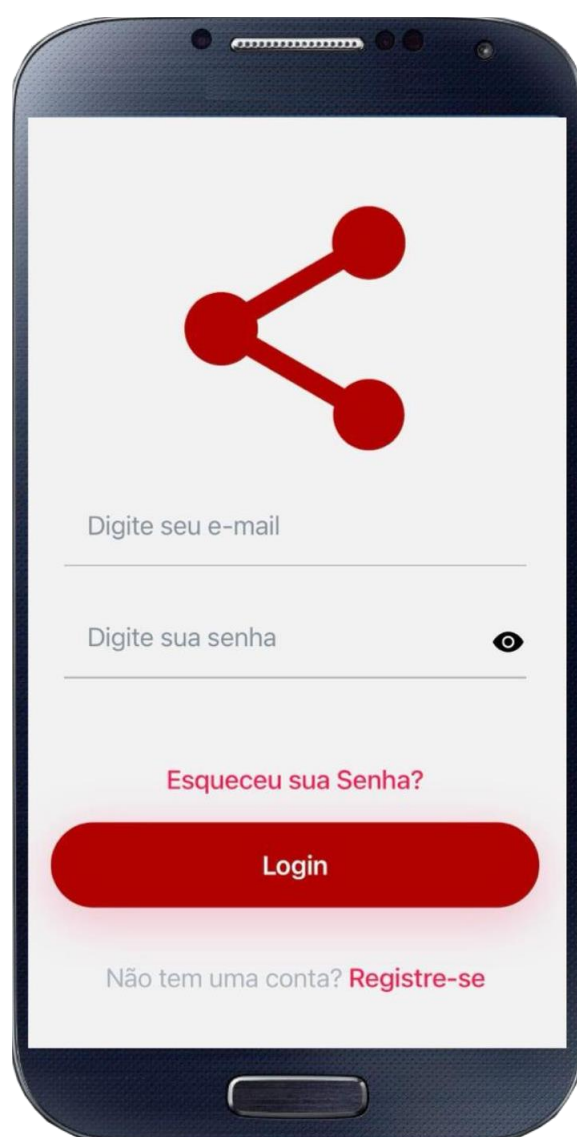 Digite seu e-mail
Digite sua senha
Esqueceu sua Senha?
Login
Não tem uma conta? Registre-se